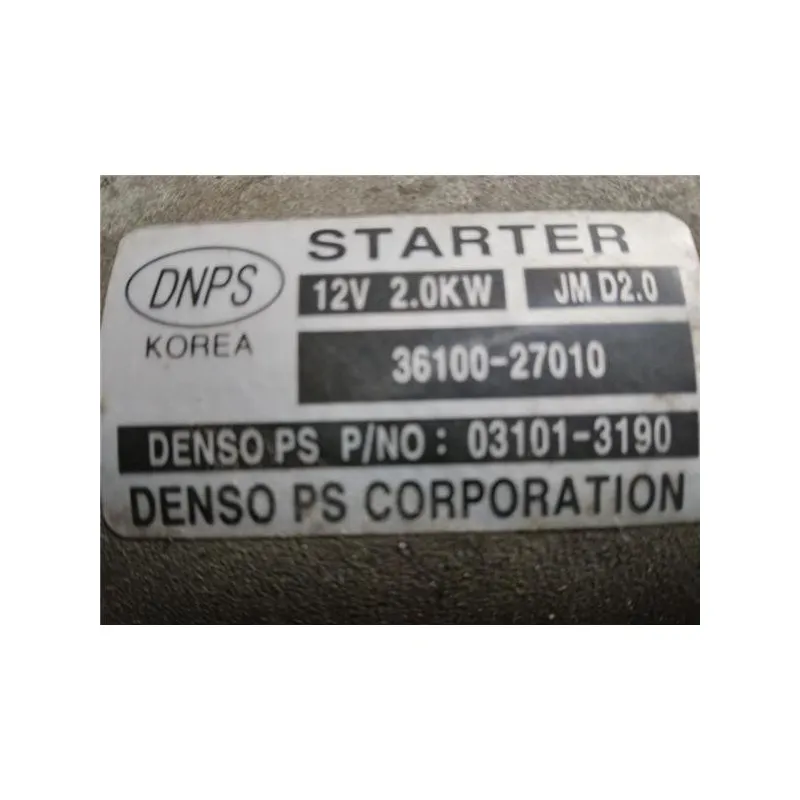 STARTER
DNPS
KOREA
12V 2.0KW JM D2.0
36100-27010
DENSO PS P/NO: 03101-3190
DENSO PS CORPORATION